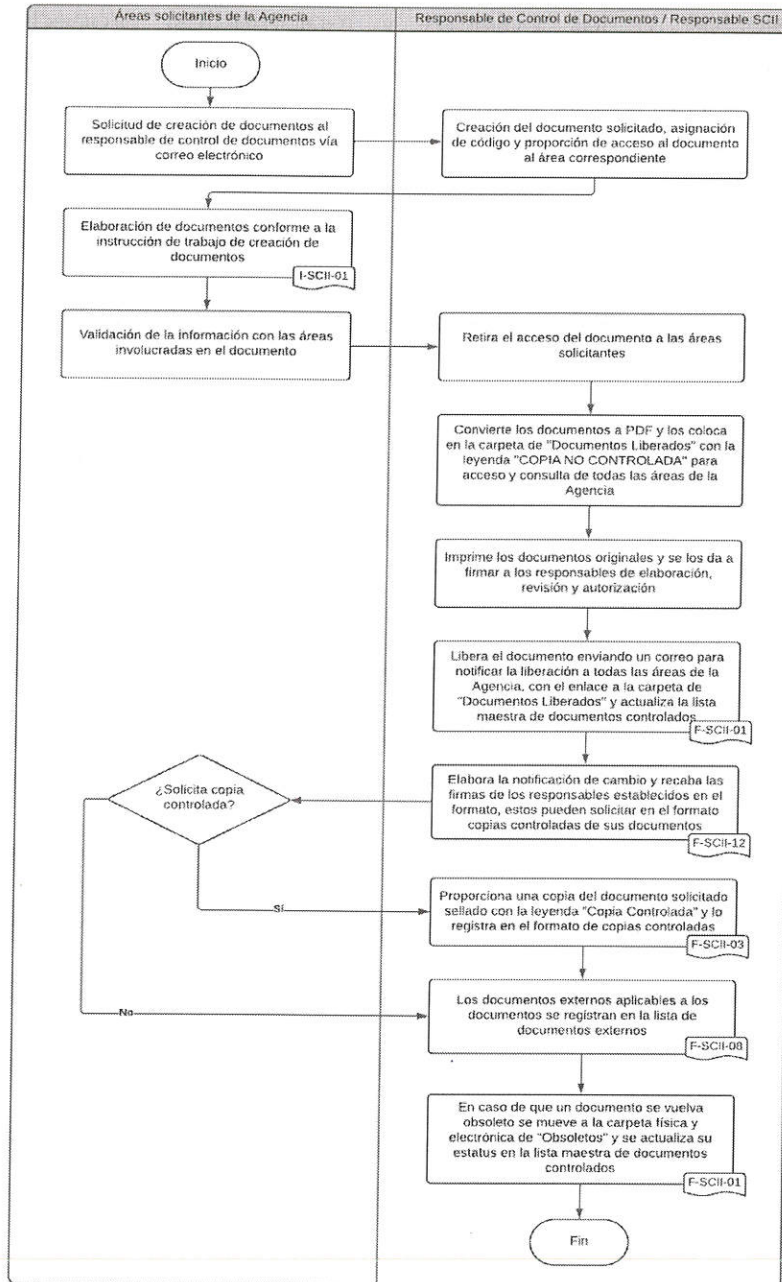 Áreas solicitantes de la Agencia
Responsable de Control de Documentos / Responsable SCII
Inicio
Solicitud de creación de documentos al
responsable de control de documentos vía
correo electrónico
Creación del documento solicitado, asignación
de código y proporción de acceso al documento
al área correspondiente
Elaboración de documentos conforme a la
instrucción de trabajo de creación de
documentos
I-SCII-01
Validación de la información con las áreas
involucradas en el documento
Retira el acceso del documento a las áreas
solicitantes
Convierte los documentos a PDF y los coloca
en la carpeta de "Documentos Liberados" con la
leyenda "COPIA NO CONTROLADA" para
acceso y consulta de todas las áreas de la
Agencia
Imprime los documentos originales y se los da a
firmar a los responsables de elaboración,
revisión y autorización
Libera el documento enviando un correo para
notificar la liberación a todas las áreas de la
Agencia, con el enlace a la carpeta de
"Documentos Liberados" y actualiza la lista
maestra de documentos controlados
F-SCII-01
Elabora la notificación de cambio y recaba las
firmas de los responsables establecidos en el
formato, estos pueden solicitar en el formato
copias controladas de sus documentos
F-SCII-12
¿Solicita copia
controlada?
Sí
Proporciona una copia del documento solicitado
sellado con la leyenda "Copia Controlada" y lo
registra en el formato de copias controladas
F-SCII-03
No
Los documentos externos aplicables a los
documentos se registran en la lista de
documentos externos
F-SCII-08
En caso de que un documento se vuelva
obsoleto se mueve a la carpeta física y
electrónica de "Obsoletos" y se actualiza su
estatus en la lista maestra de documentos
controlados
F-SCII-01
Fin